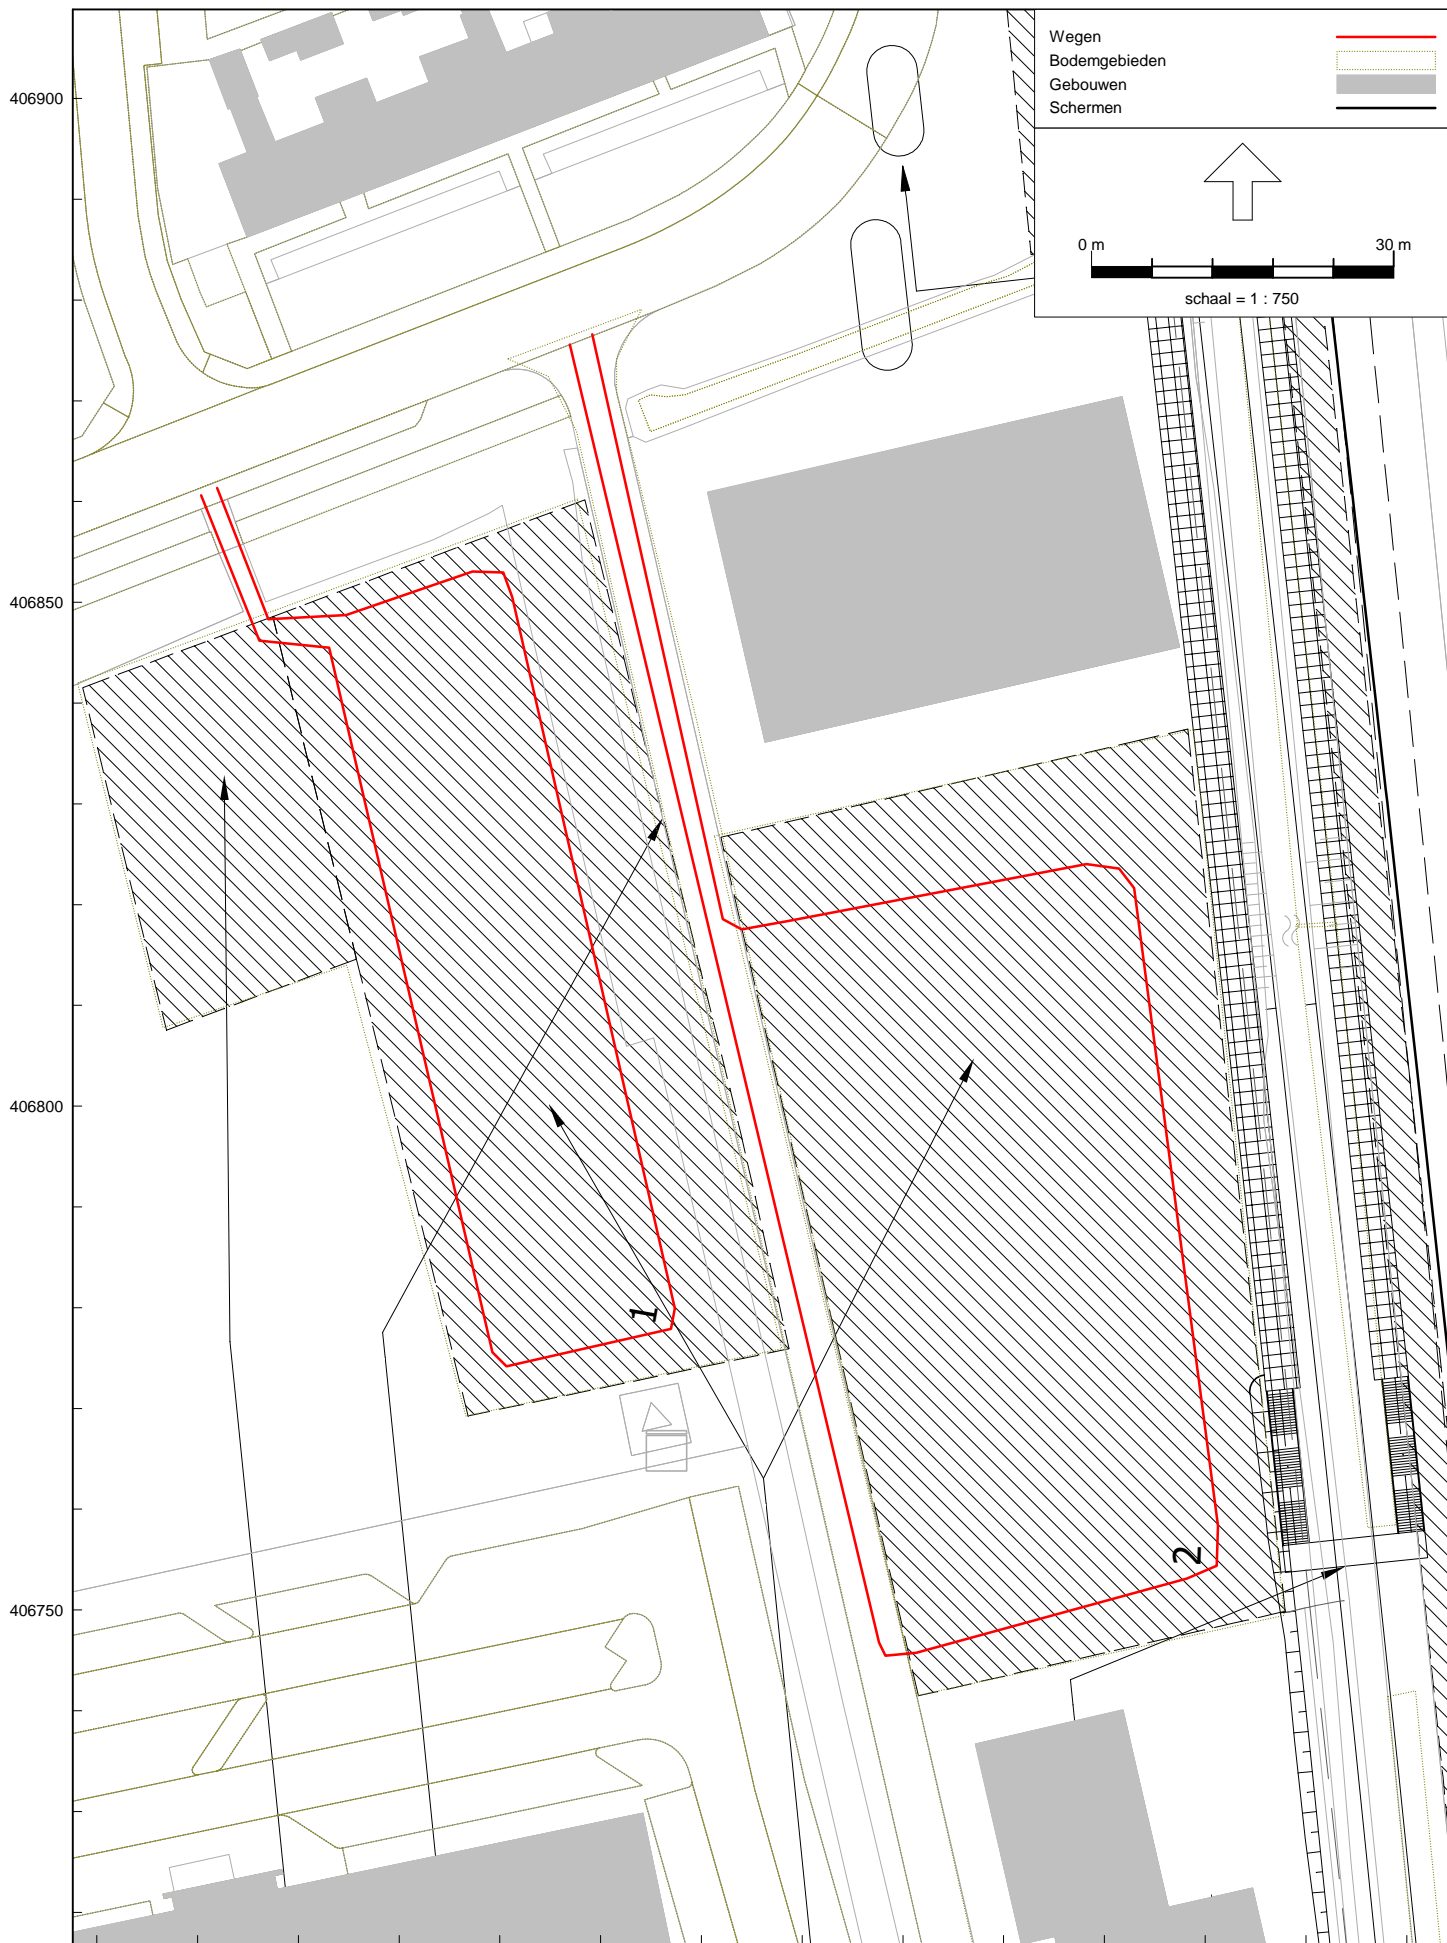 Wegen
Bodemgebieden
Gebouwen
Schermen
0 m 30 m
schaal = 1 : 750
406900
406850
406800
406750
1
2